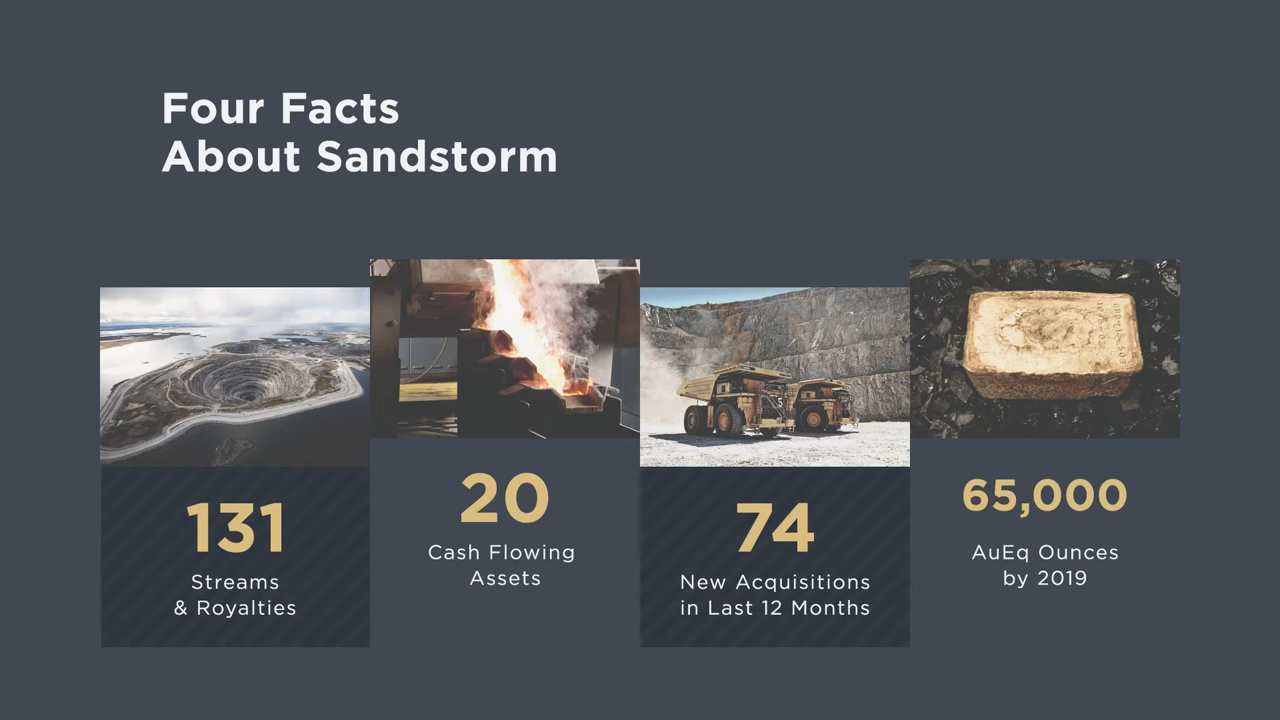 Four Facts
About Sandstorm
131
Streams
& Royalties
20
Cash Flowing
Assets
74
New Acquisitions
in Last 12 Months
65,000
AuEq Ounces
by 2019